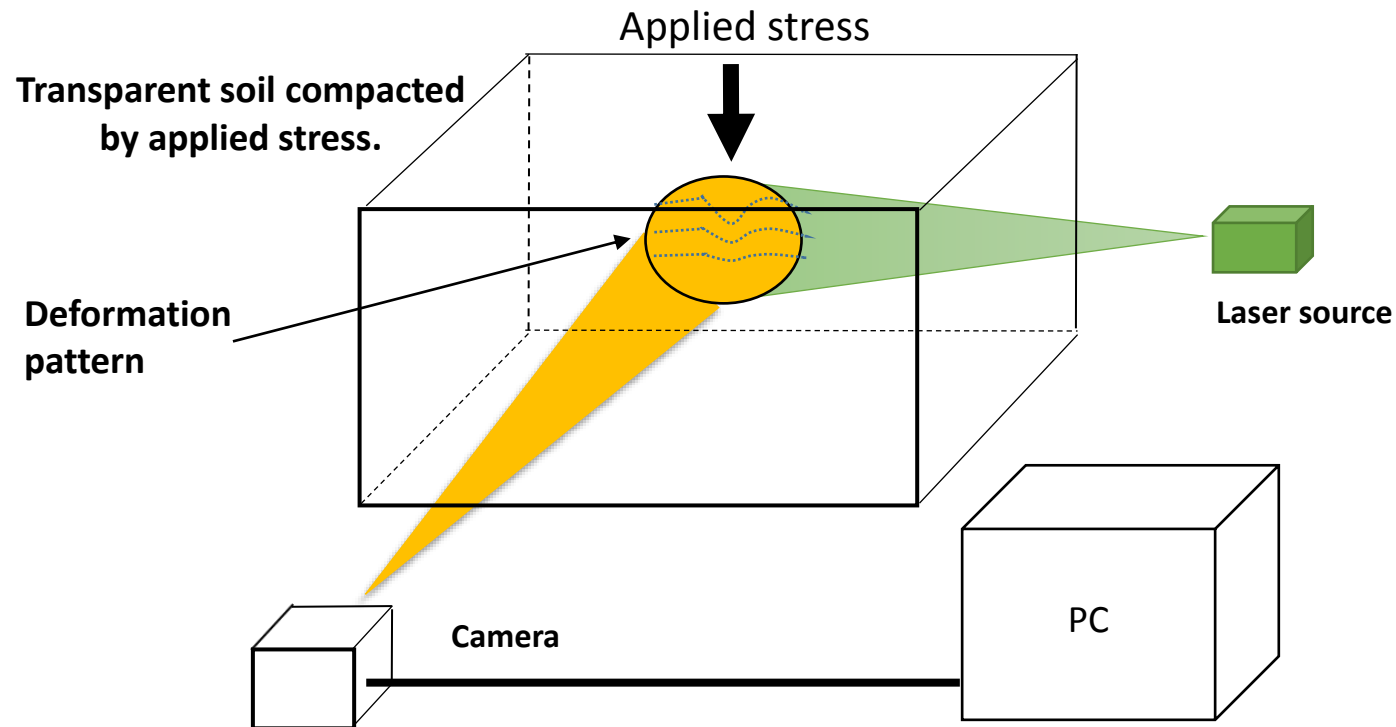 Applied stress
Transparent soil compacted
by applied stress.
Deformation
pattern
Laser source
Camera
PC